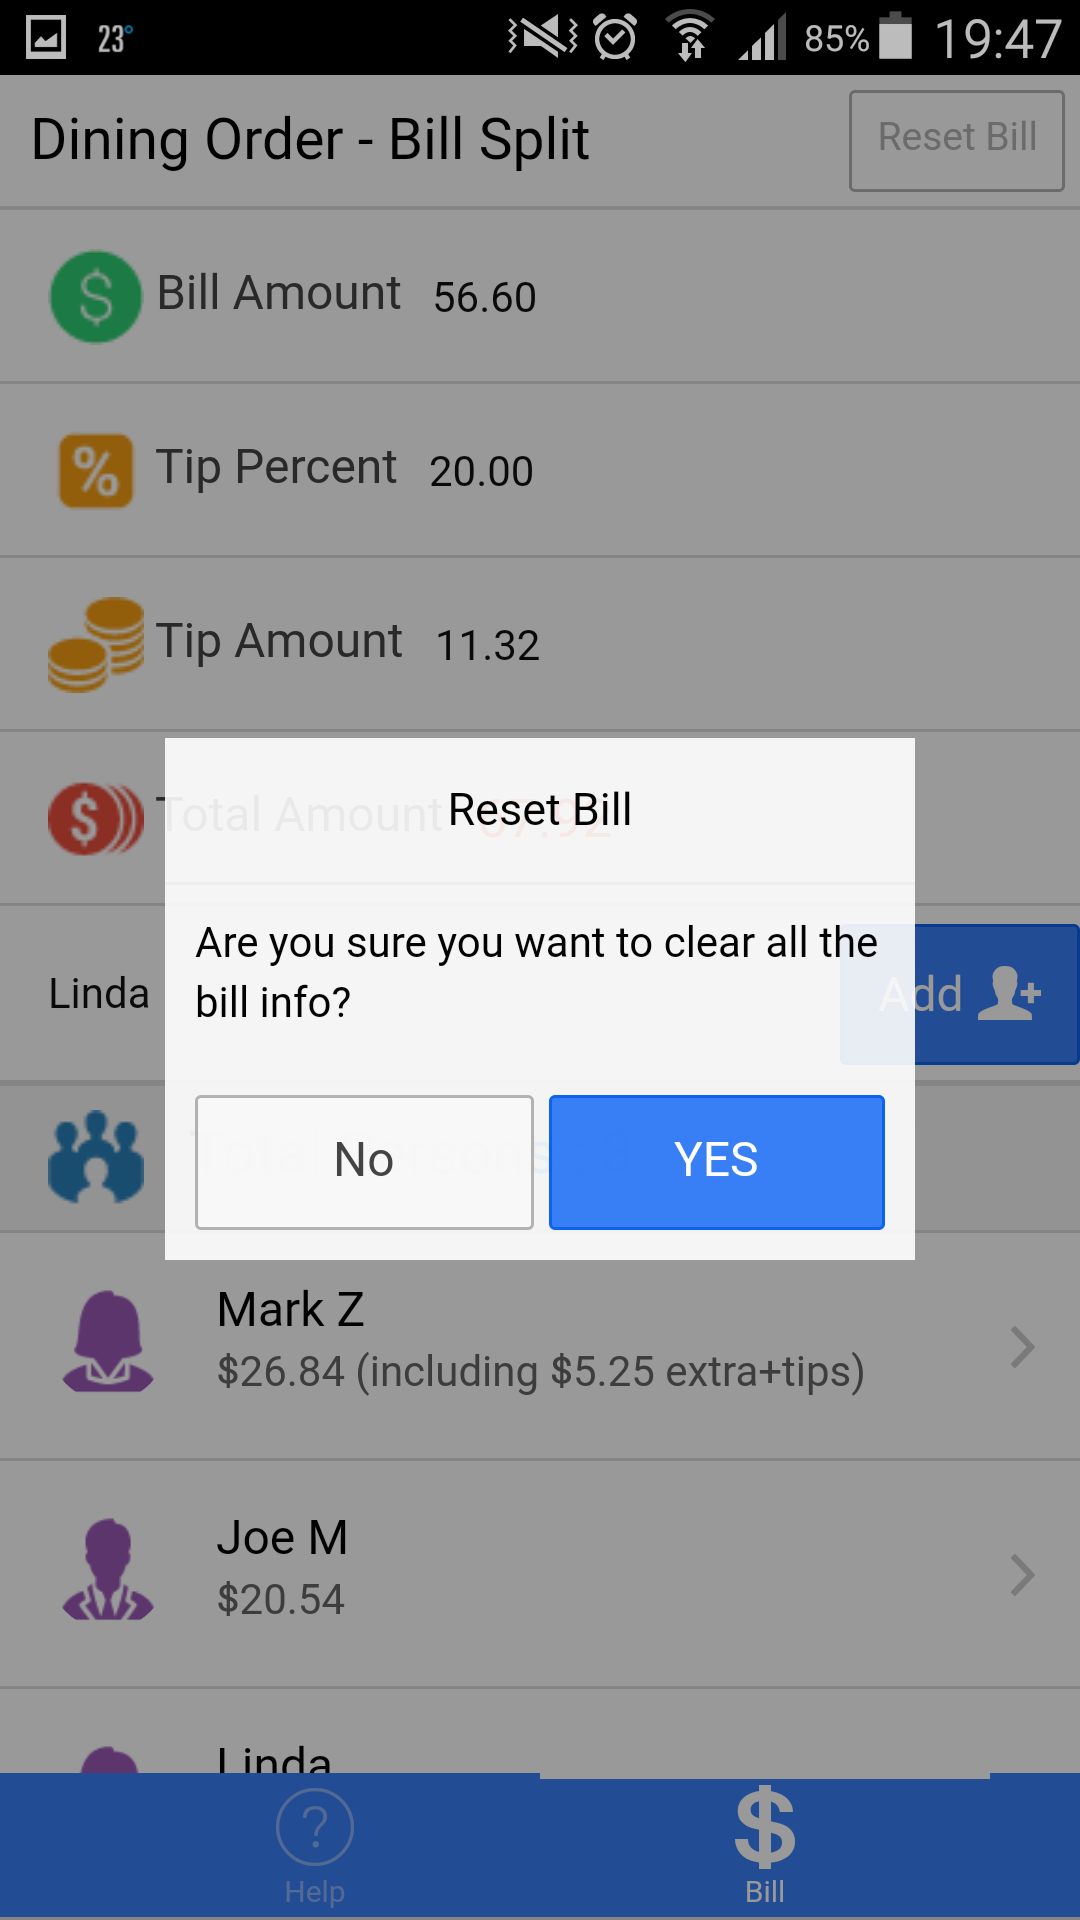 23°
85%
19:47
Dining Order - Bill Split
Reset Bill
Bill Amount 56.60
Tip Percent 20.00
Tip Amount 11.32
Total Amount 67.92
Reset Bill
Are you sure you want to clear all the
bill info?
Linda
Add
No
YES
Mark Z
$26.84 (including $5.25 extra+tips)
Joe M
$20.54
Linda
Help
Bill